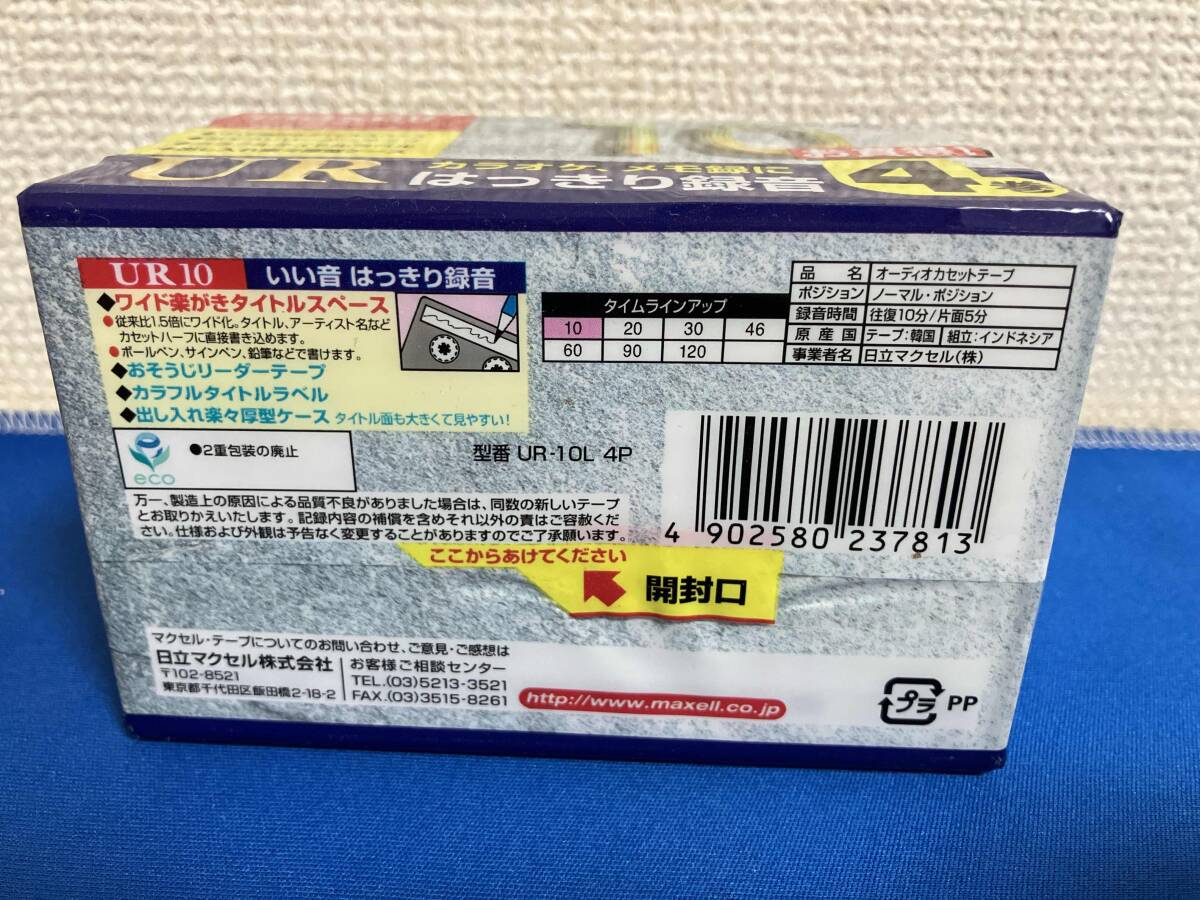 10
UR
カラオケ、メモ録に
はっきり録音
4巻
UR10 いい音 はっきり録音
◆ワイド楽がきタイトルスペース
●従来比1.5倍にワイド化。タイトル、アーティスト名など
カセットハーフに直接書き込めます。
●ボールペン、サインペン、鉛筆などで書けます。
◆おそうじリーダーテープ
◆カラフルタイトルラベル
◆出し入れ楽々厚型ケース タイトル面も大きくて見やすい!
eco
●2重包装の廃止
タイムラインアップ
10 20 30 46
60 90 120
品名 オーディオカセットテープ
ポジション ノーマル・ポジション
録音時間 往復10分/片面5分
原産国 テープ:韓国 組立:インドネシア
事業者名 日立マクセル(株)
型番 UR-10L 4P
万一、製造上の原因による品質不良がありました場合は、同数の新しいテープ
とお取りかえいたします。記録内容の補償を含めそれ以外の責はご容赦くだ
さい。仕様および外観は予告なく変更することがありますのでご了承願います。
4 902580 237813
ここからあけてください
開封口
マクセル・テープについてのお問い合わせ、ご意見・ご感想は
日立マクセル株式会社
〒102-8521
東京都千代田区飯田橋2-18-2
お客様ご相談センター
TEL.(03)5213-3521
FAX.(03)3515-8261
http://www.maxell.co.jp
プラ PP